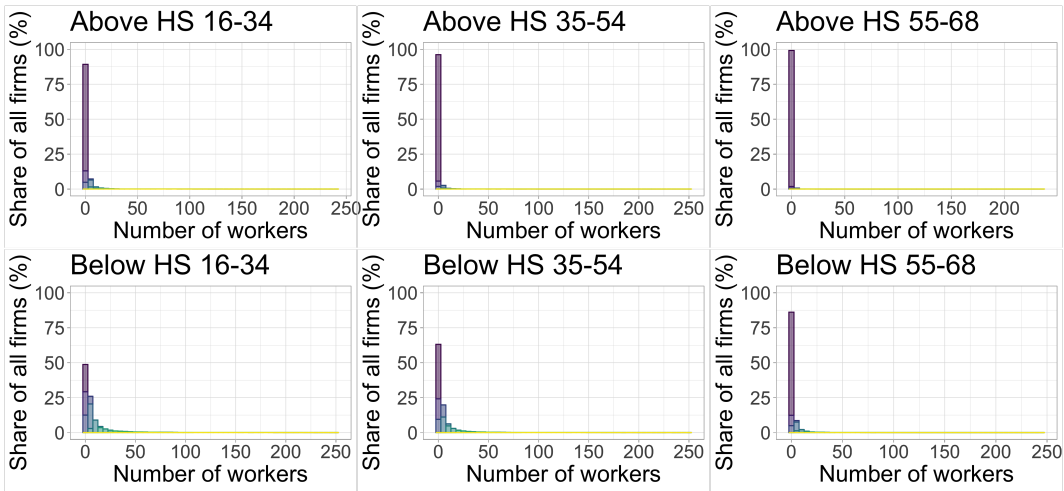 Above HS 16-34
Share of all firms (%)
100
75
50
25
0
0 50 100 150 200 250
Number of workers
Above HS 35-54
Share of all firms (%)
100
75
50
25
0
0 50 100 150 200 250
Number of workers
Above HS 55-68
Share of all firms (%)
100
75
50
25
0
0 50 100 150 200
Number of workers
Below HS 16-34
Share of all firms (%)
100
75
50
25
0
0 50 100 150 200 250
Number of workers
Below HS 35-54
Share of all firms (%)
100
75
50
25
0
0 50 100 150 200 250
Number of workers
Below HS 55-68
Share of all firms (%)
100
75
50
25
0
0 50 100 150 200 250
Number of workers